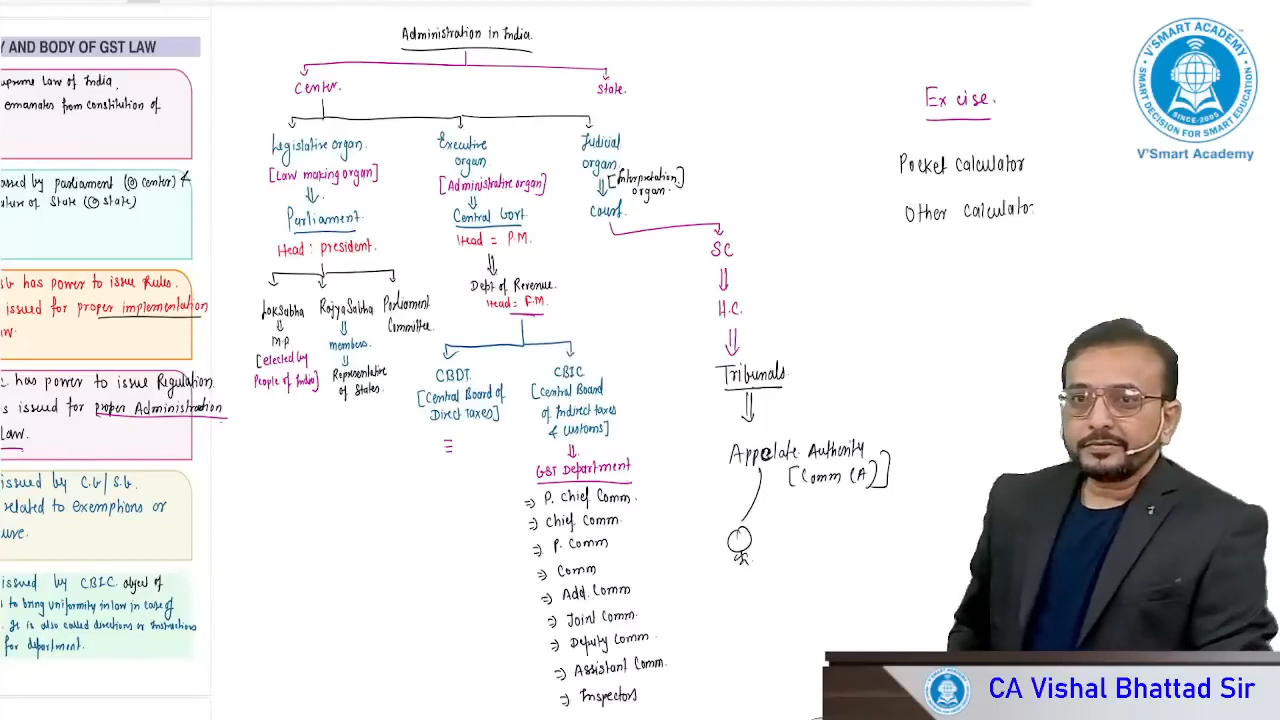 Y AND BODY OF GST LAW
upreme Law of India,
emanates from constitution of
assed by parliament (@ center) &
ature of State (@ state)
has power to issue Rules.
issued for proper implementation
aw.
has power to issue Regulation
s issued for proper Administration
Law.
issued by C.G/S.G
related to exemptions or
ure.
issued by CBIC. object of
to bring uniformity in law in case of
. It is also called directions or Instructions
for department.
Administration in India.
Center.
State.
Legislative organ.
[Law making organ]
Parliament
Head: president.
Loksabha
M.P
[elected by
People of India]
RajyaSabha
members.
Representative
of States.
Parliament
Committee.
Executive
organ.
[Administrative organ]
Central Govt
Head = P.M.
Dept of Revenue.
Head = F.M.
CBDT.
[Central Board of
Direct taxes]
CBIC
[Central Board
of Indirect taxes
& customs]
GST Department
⇒ P. Chief Comm.
⇒ Chief Comm.
⇒ P. Comm
⇒ Comm
⇒ Add. Comm
⇒ Joint Comm.
⇒ Deputy Comm.
⇒ Assistant Comm.
⇒ Inspectors
Judicial
organ.
[Interpretation
organ.]
Court.
SC
H.C.
Tribunals
Appelate Authority
[Comm (A)]
Excise.
Pocket Calculator
Other Calculator
V'SMART ACADEMY
SMART DECISION FOR SMART EDUCATION
SINCE-2005
V'Smart Academy
CA Vishal Bhattad Sir